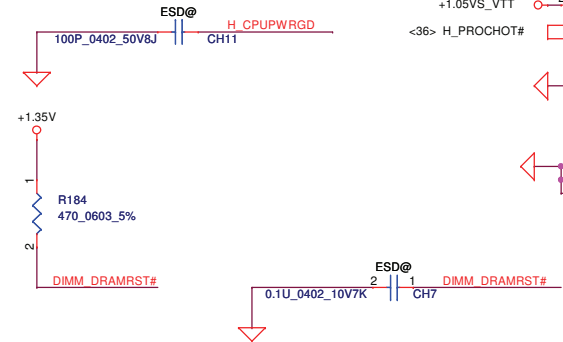 +1.05VS_VTT
ESD@
H_CPUPWRGD
100P_0402_50V8J
CH11
<36> H_PROCHOT#
+1.35V
1
R184
470_0603_5%
2
DIMM_DRAMRST#
ESD@
2
1
DIMM_DRAMRST#
0.1U_0402_10V7K
CH7